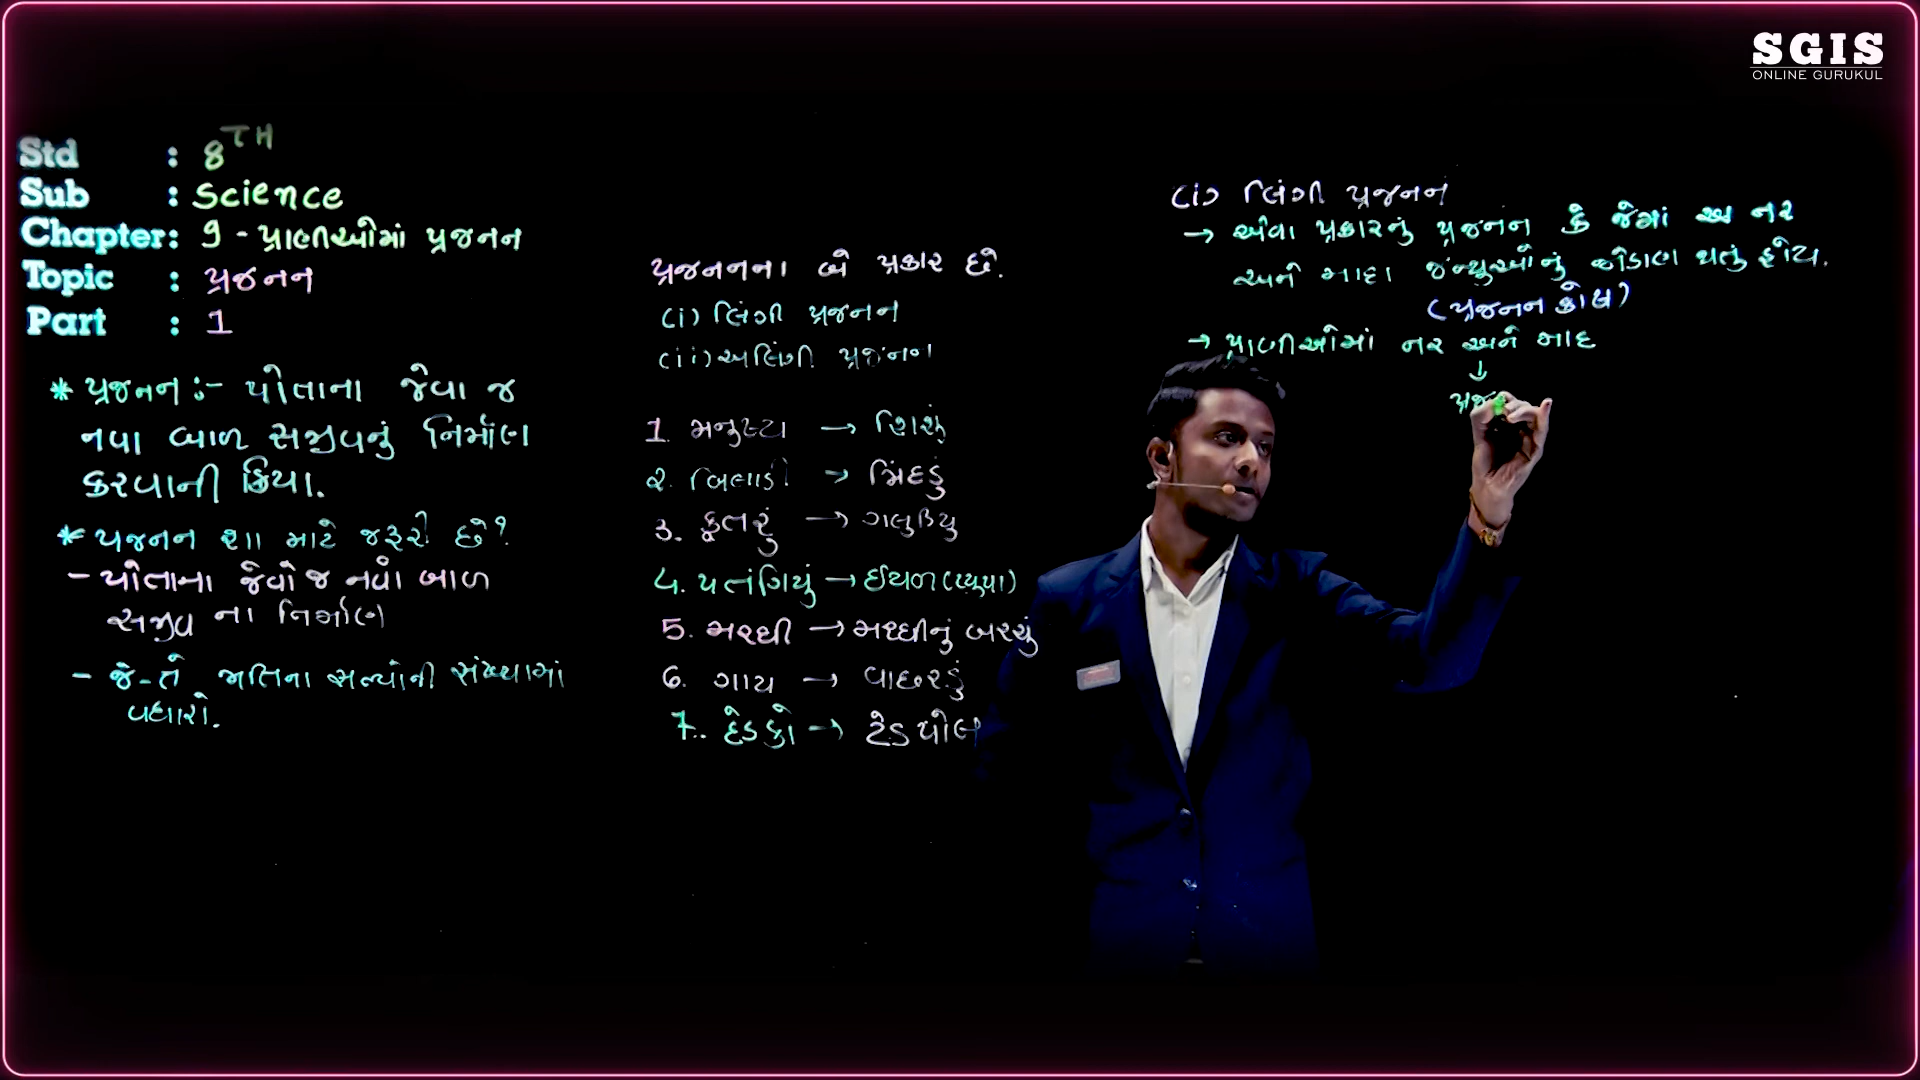 SGIS
ONLINE GURUKUL
Std : 8TH
Sub : Science
Chapter: 9 - પ્રાણીઓમાં પ્રજનન
Topic : પ્રજનન
Part : 1
* પ્રજનન :- પોતાના જેવા જ
નવા બાળ સજીવનું નિર્માણ
કરવાની ક્રિયા.
* પ્રજનન શા માટે જરૂરી છે?
- પોતાના જેવો જ નવાં બાળ
સજીવ ના નિર્માણ
- જે-તે જાતિના સભ્યોની સંખ્યામાં
વધારો.
પ્રજનનના બે પ્રકાર છે.
(i) લિંગી પ્રજનન
(ii) અલિંગી પ્રજનન
1. મનુષ્ય → શિશું
૨. બિલાડી → મિંદડું
3. કુતરું → ગલુડિયુ
4. પતંગિયું → ઈયળ (પ્યુપા)
5. મરઘી → મરઘીનું બચ્ચું
6. ગાય → વાછરડું
7. દેડકો → ટેડપોલ
(i) લિંગી પ્રજનન
→ એવા પ્રકારનું પ્રજનન કે જેમાં નર
અને માદા જન્યુઓનું જોડાણ થતું હોય.
(પ્રજનન કોષ)
→ પ્રાણીઓમાં નર અને માદ
↓
પ્રજ